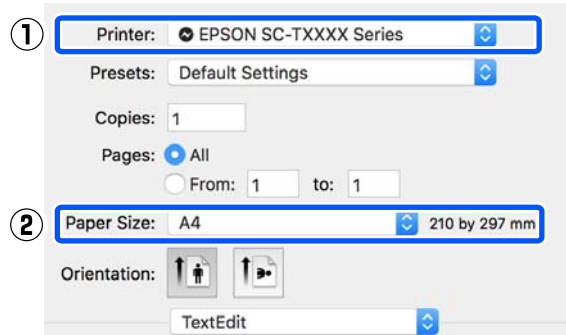 ① Printer: EPSON SC-TXXXX Series
Presets: Default Settings
Copies: 1
Pages: All
From: 1 to: 1
② Paper Size: A4 210 by 297 mm
Orientation:
TextEdit